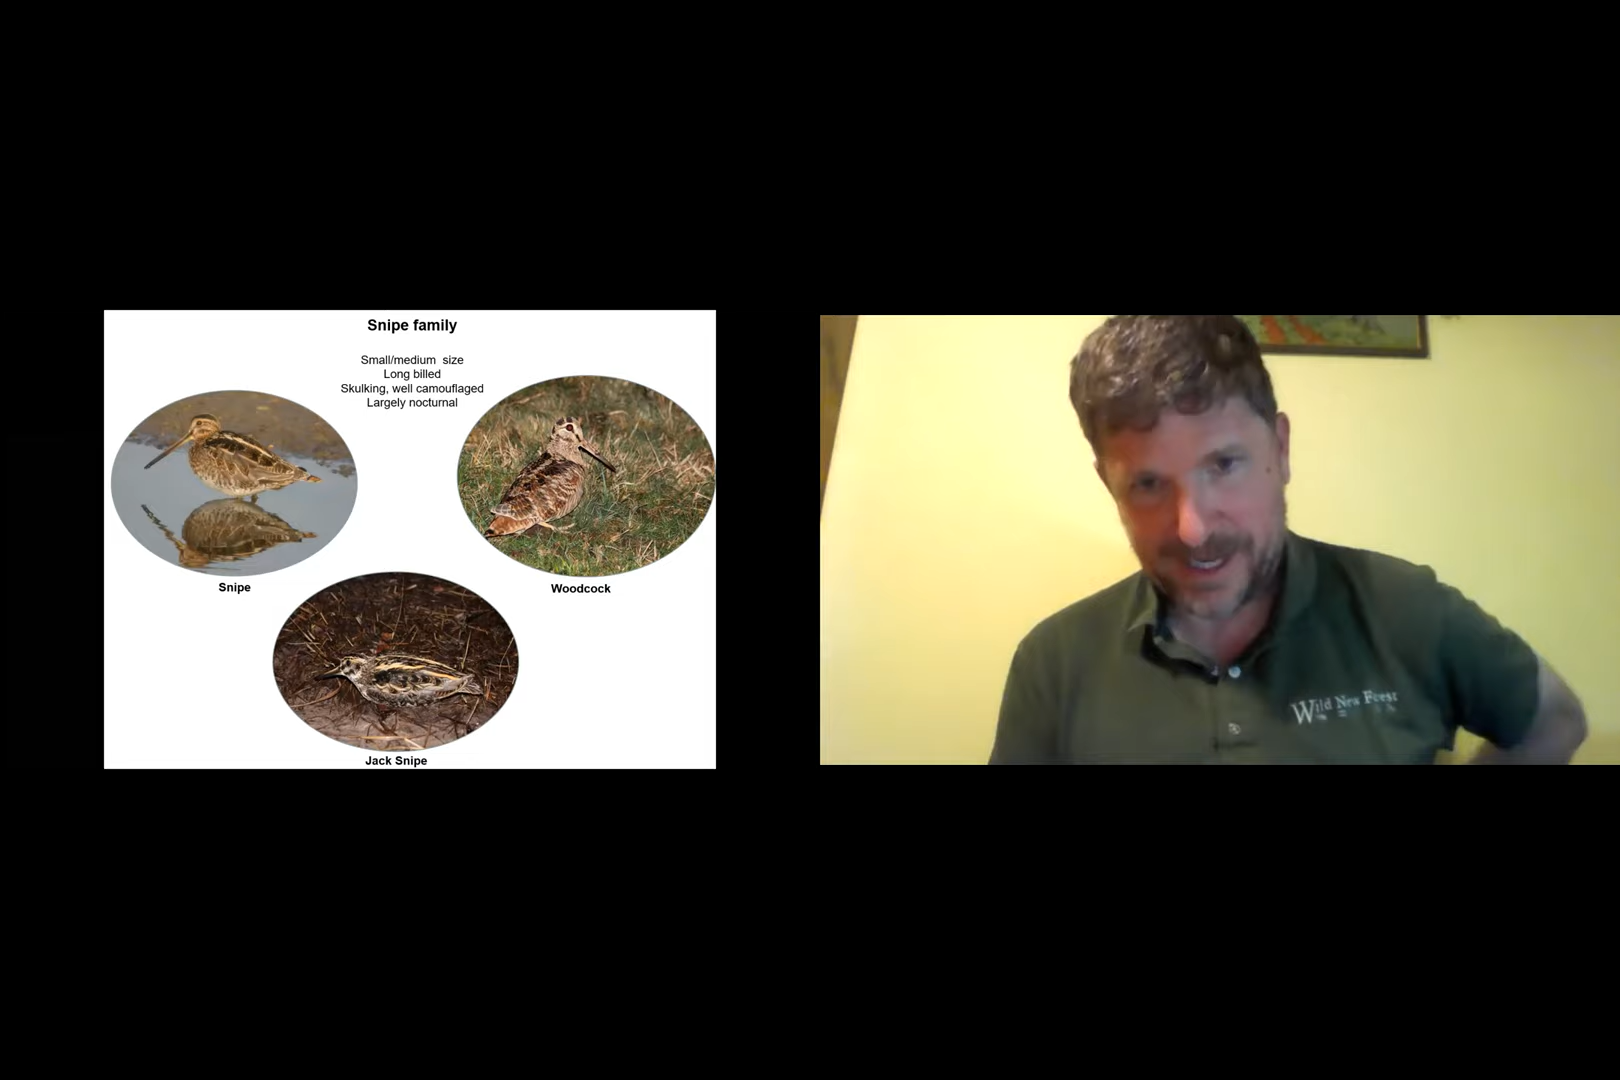 Snipe family
Small/medium size
Long billed
Skulking, well camouflaged
Largely nocturnal
Snipe
Woodcock
Jack Snipe
Wild New Forest